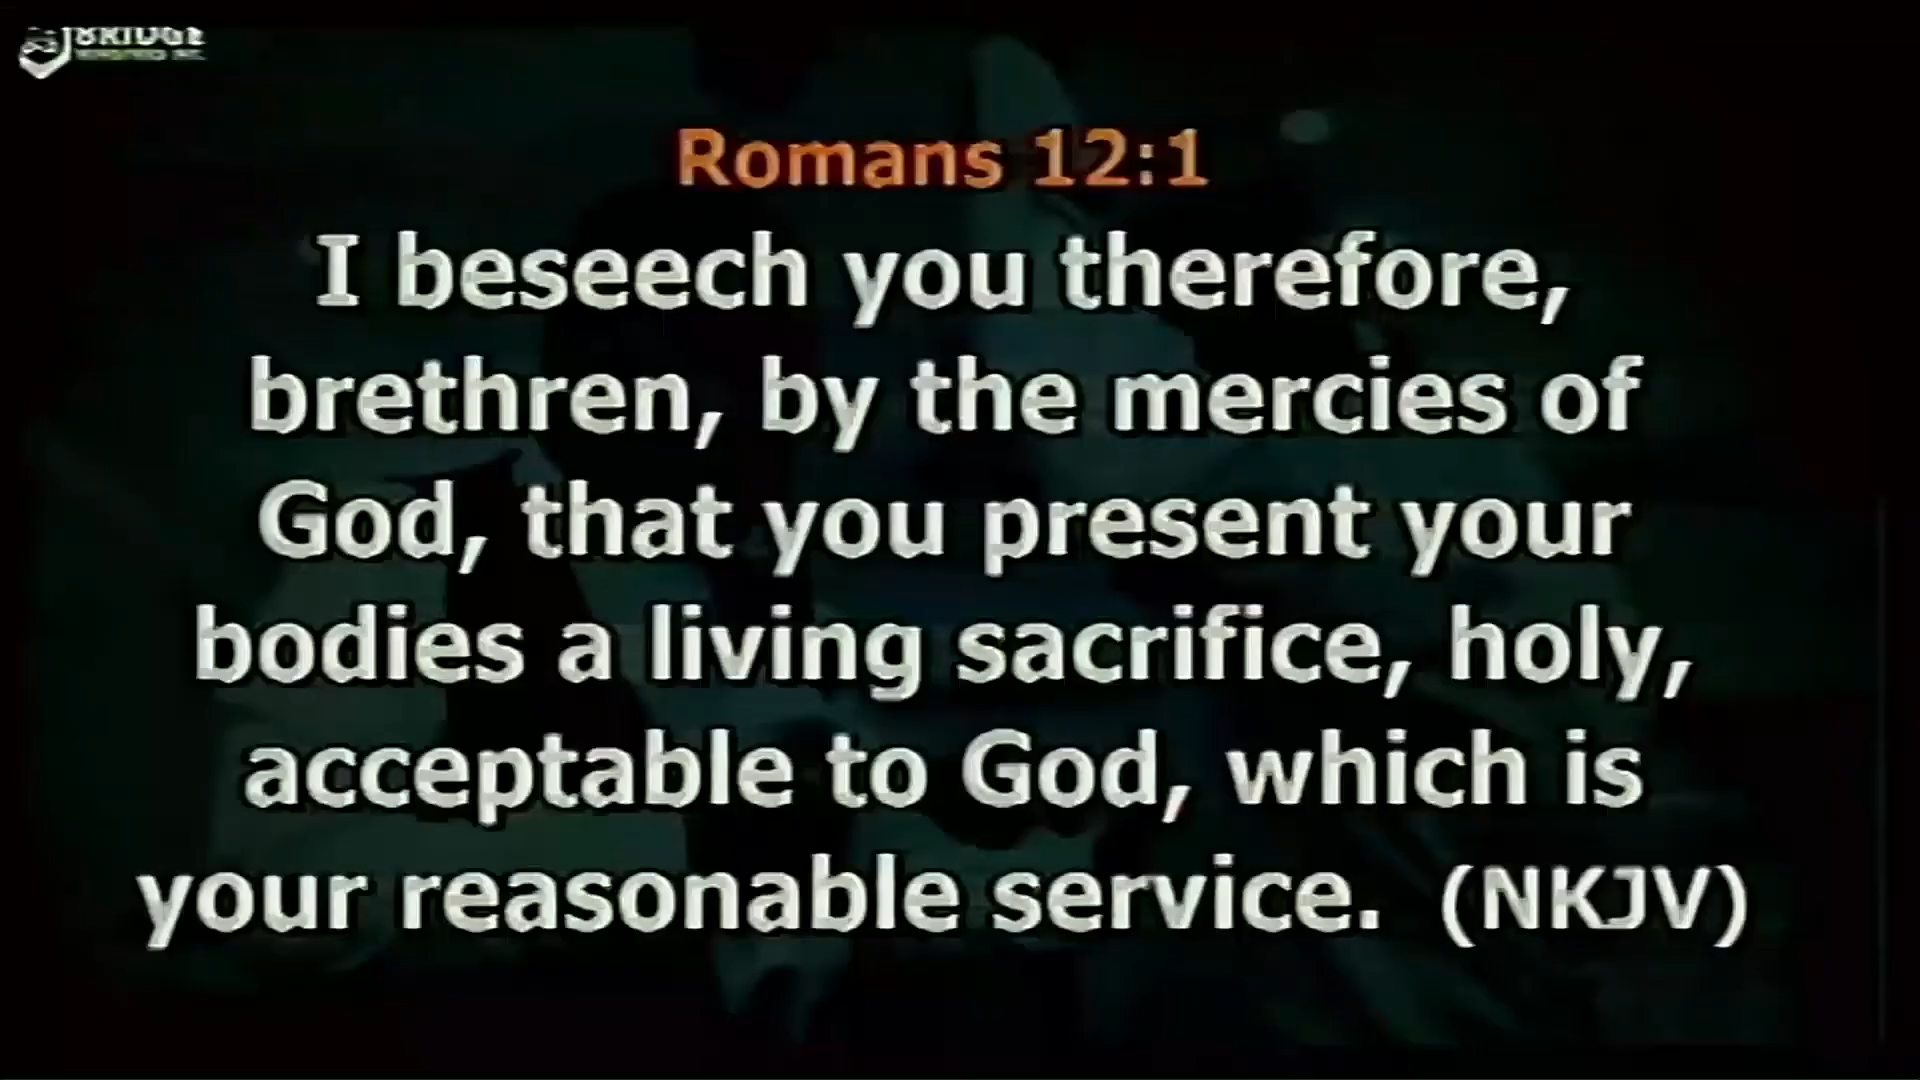 BRIDGE
Romans 12:1
I beseech you therefore,
brethren, by the mercies of
God, that you present your
bodies a living sacrifice, holy,
acceptable to God, which is
your reasonable service. (NKJV)